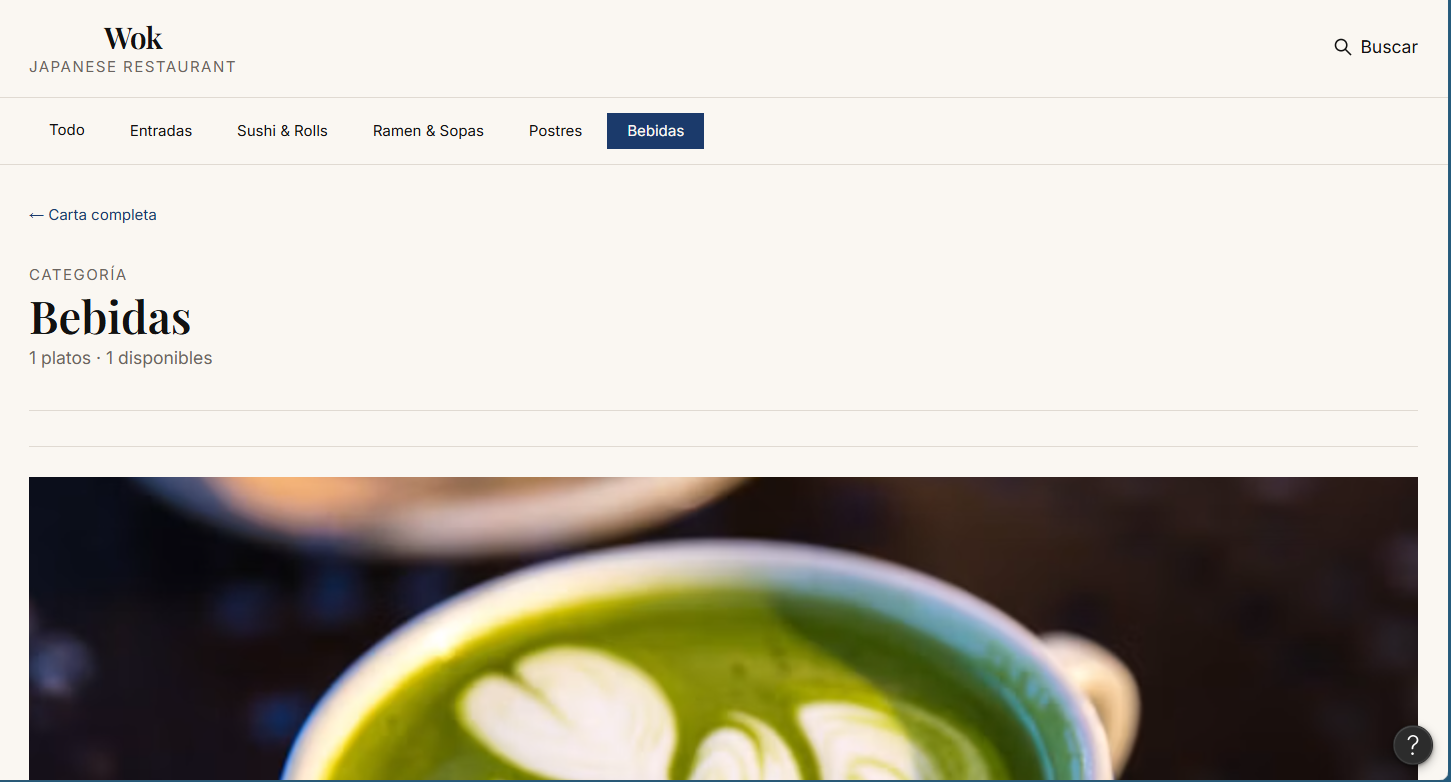 Wok
JAPANESE RESTAURANT
Buscar
Todo
Entradas
Sushi & Rolls
Ramen & Sopas
Postres
Bebidas
← Carta completa
CATEGORÍA
Bebidas
1 platos · 1 disponibles
?